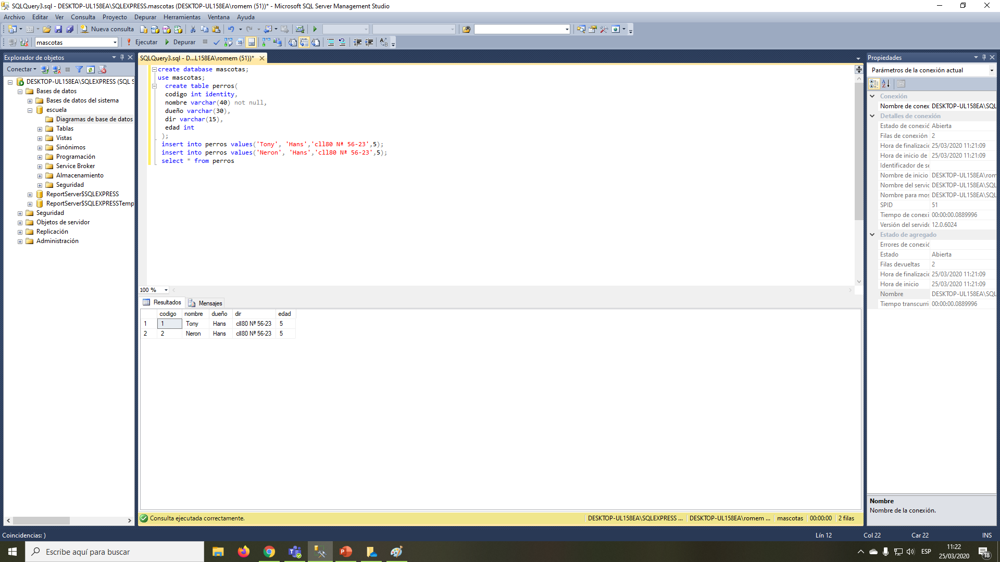 SQLQuery3.sql - DESKTOP-UL158EA\SQLEXPRESS.mascotas (DESKTOP-UL158EA\romem (51))* - Microsoft SQL Server Management Studio
Archivo Editar Ver Consulta Proyecto Depurar Herramientas Ventana Ayuda
Nueva consulta
mascotas Ejecutar Depurar
Explorador de objetos
Conectar
DESKTOP-UL158EA\SQLEXPRESS (SQL S
Bases de datos
Bases de datos del sistema
escuela
Diagramas de base de datos
Tablas
Vistas
Sinónimos
Programación
Service Broker
Almacenamiento
Seguridad
ReportServer$SQLEXPRESS
ReportServer$SQLEXPRESSTemp
Seguridad
Objetos de servidor
Replicación
Administración
SQLQuery3.sql - D...L158EA\romem (51))*
create database mascotas;
use mascotas;
create table perros(
codigo int identity,
nombre varchar(40) not null,
dueño varchar(30),
dir varchar(15),
edad int
);
insert into perros values('Tony', 'Hans','cll80 Nª 56-23',5);
insert into perros values('Neron', 'Hans','cll80 Nª 56-23',5);
select * from perros
100 %
Resultados Mensajes
codigo nombre dueño dir edad
1 1 Tony Hans cll80 Nª 56-23 5
2 2 Neron Hans cll80 Nª 56-23 5
Consulta ejecutada correctamente. DESKTOP-UL158EA\SQLEXPRESS ... DESKTOP-UL158EA\romem ... mascotas 00:00:00 2 filas
Propiedades
Parámetros de la conexión actual
Conexión
Nombre de conex DESKTOP-UL158EA\SQL
Detalles de conexión
Estado de conexió Abierta
Filas de conexión 2
Hora de finalizació 25/03/2020 11:21:09
Hora de inicio de 25/03/2020 11:21:09
Identificador de se
Nombre de inicio DESKTOP-UL158EA\rom
Nombre del servic DESKTOP-UL158EA\SQL
Nombre para mos DESKTOP-UL158EA\SQL
SPID 51
Tiempo de conexi 00:00:00.0889996
Versión del servido 12.0.6024
Estado de agregado
Errores de conexió
Estado Abierta
Filas devueltas 2
Hora de finalizació 25/03/2020 11:21:09
Hora de inicio 25/03/2020 11:21:09
Nombre DESKTOP-UL158EA\SQL
Tiempo transcurri 00:00:00.0889996
Nombre
Nombre de la conexión.
Coincidencias: ) Lín 12 Col 22 Car 22 INS
Escribe aquí para buscar
ESP
11:22
25/03/2020
18